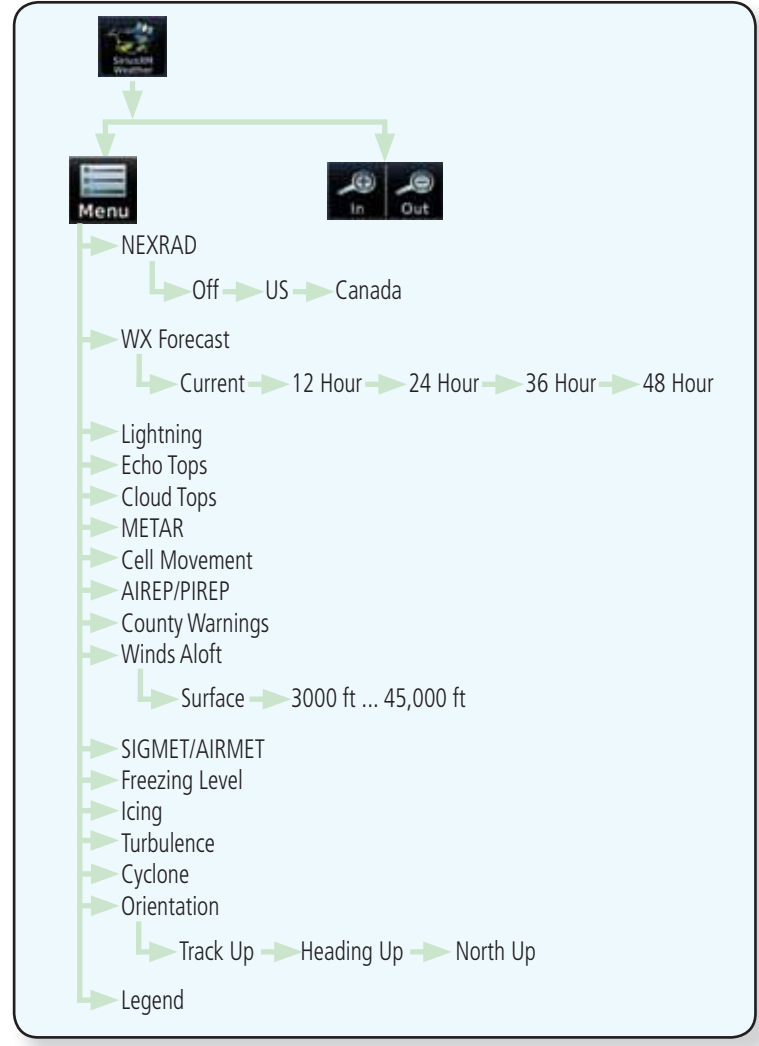 SiriusXM
Weather
Menu
In Out
NEXRAD
Off US Canada
WX Forecast
Current 12 Hour 24 Hour 36 Hour 48 Hour
Lightning
Echo Tops
Cloud Tops
METAR
Cell Movement
AIREP/PIREP
County Warnings
Winds Aloft
Surface 3000 ft ... 45,000 ft
SIGMET/AIRMET
Freezing Level
Icing
Turbulence
Cyclone
Orientation
Track Up Heading Up North Up
Legend